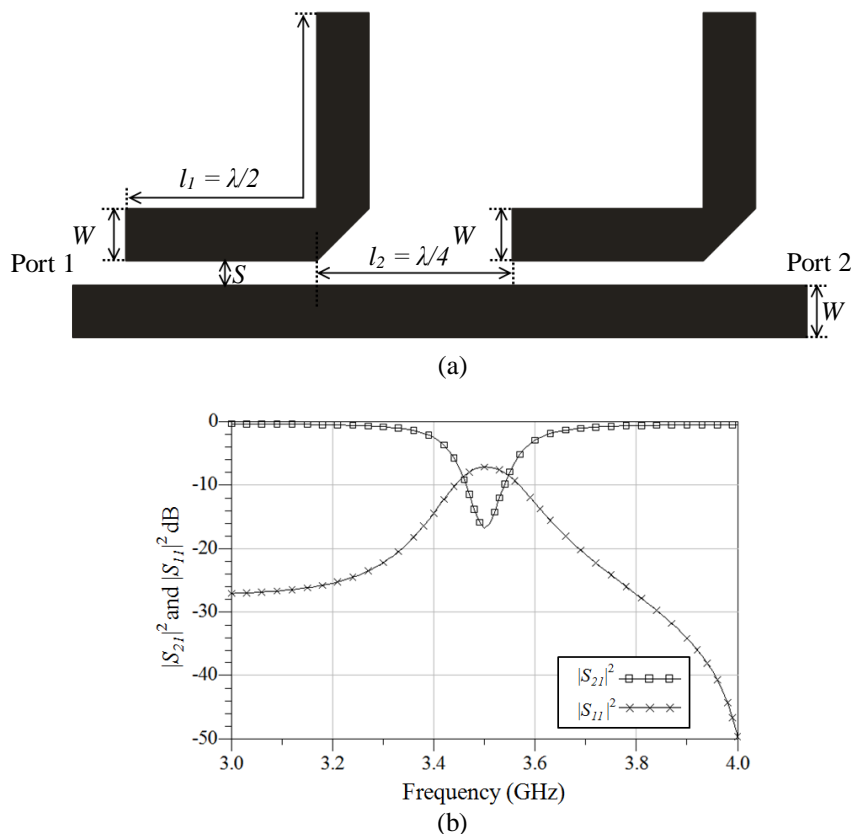 l1 = λ/2
W
W
l2 = λ/4
Port 1
S
Port 2
W
(a)
0
-10
-20
-30
-40
-50
|S21|² and |S11|² dB
|S21|²
|S11|²
3.0 3.2 3.4 3.6 3.8 4.0
Frequency (GHz)
(b)